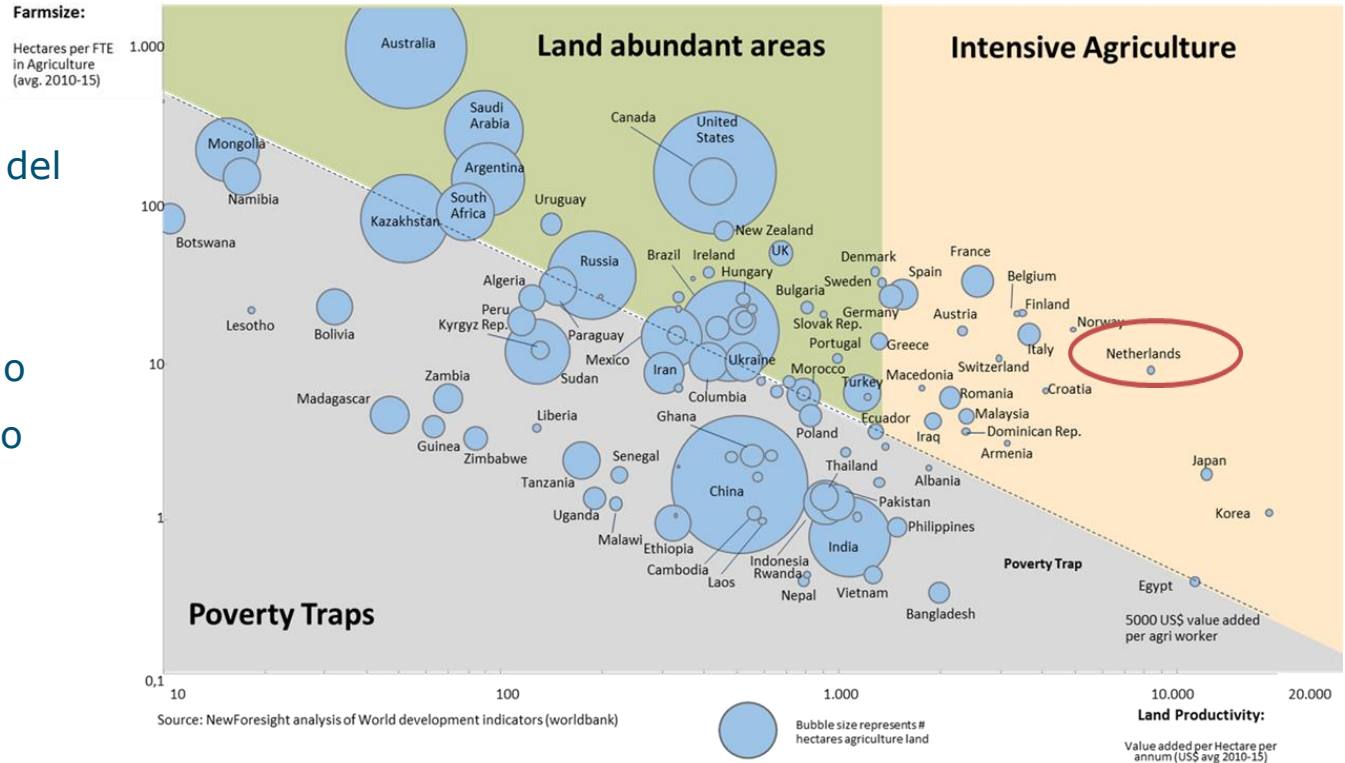 Farmsize:
Hectares per FTE
in Agriculture
(avg. 2010-15)
del
o
o
Land abundant areas
Intensive Agriculture
Poverty Traps
1.000
100
10
1
0,1
Australia
Saudi
Arabia
Canada
United
States
Mongolia
Argentina
Namibia
South
Africa
Uruguay
Kazakhstan
Botswana
New Zealand
UK
Russia
Brazil
Ireland
Hungary
Denmark
France
Sweden
Spain
Belgium
Algeria
Bulgaria
Finland
Peru
Germany
Austria
Lesotho
Bolivia
Kyrgyz Rep.
Paraguay
Slovak Rep.
Norway
Mexico
Portugal
Greece
Italy
Netherlands
Iran
Ukraine
Morocco
Switzerland
Zambia
Sudan
Turkey
Macedonia
Croatia
Madagascar
Columbia
Romania
Liberia
Ghana
Ecuador
Malaysia
Guinea
Poland
Iraq
Dominican Rep.
Zimbabwe
Senegal
Thailand
Armenia
Japan
Tanzania
China
Albania
Uganda
Pakistan
Korea
Malawi
Philippines
Ethiopia
India
Cambodia
Indonesia
Poverty Trap
Laos
Rwanda
Nepal
Vietnam
Egypt
Bangladesh
5000 US$ value added
per agri worker
10
100
1.000
10.000
20.000
Source: NewForesight analysis of World development indicators (worldbank)
Bubble size represents #
hectares agriculture land
Land Productivity:
Value added per Hectare per
annum (US$ avg 2010-15)